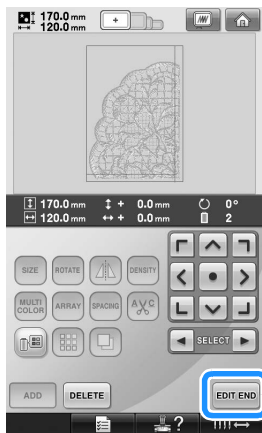 170.0 mm
120.0 mm
170.0 mm + 0.0 mm 0°
120.0 mm + 0.0 mm 2
SIZE ROTATE DENSITY
MULTI COLOR ARRAY SPACING AVC
SELECT
ADD DELETE EDIT END
?